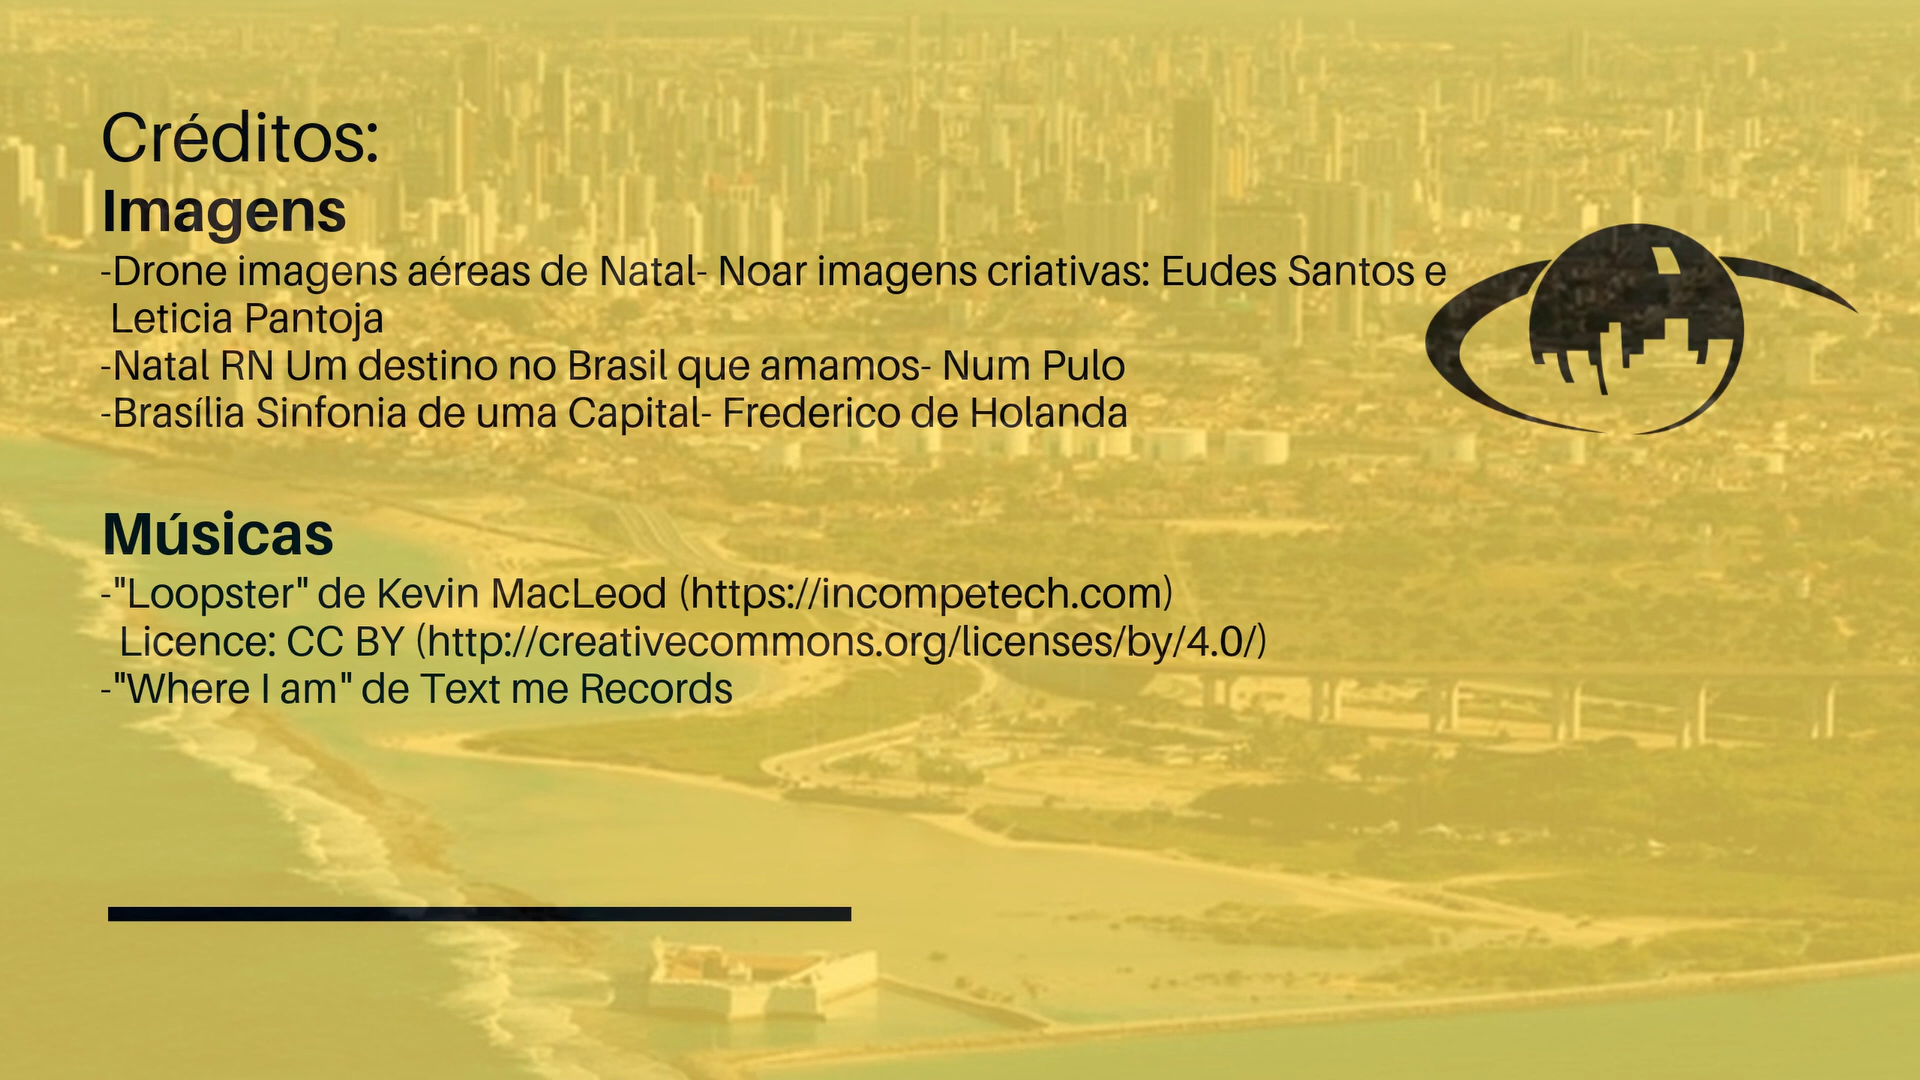 Créditos:
Imagens
-Drone imagens aéreas de Natal- Noar imagens criativas: Eudes Santos e
Leticia Pantoja
-Natal RN Um destino no Brasil que amamos- Num Pulo
-Brasília Sinfonia de uma Capital- Frederico de Holanda
Músicas
-"Loopster" de Kevin MacLeod (https://incompetech.com)
Licence: CC BY (http://creativecommons.org/licenses/by/4.0/)
-"Where I am" de Text me Records